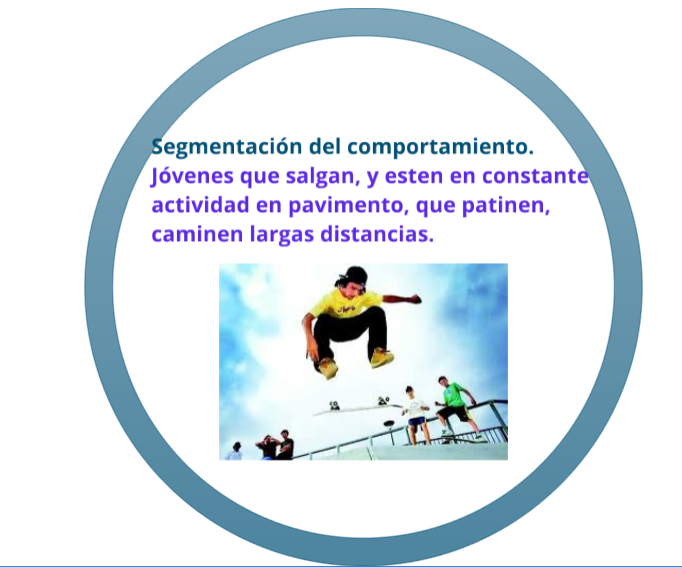 Segmentación del comportamiento.
Jóvenes que salgan, y esten en constante
actividad en pavimento, que patinen,
caminen largas distancias.